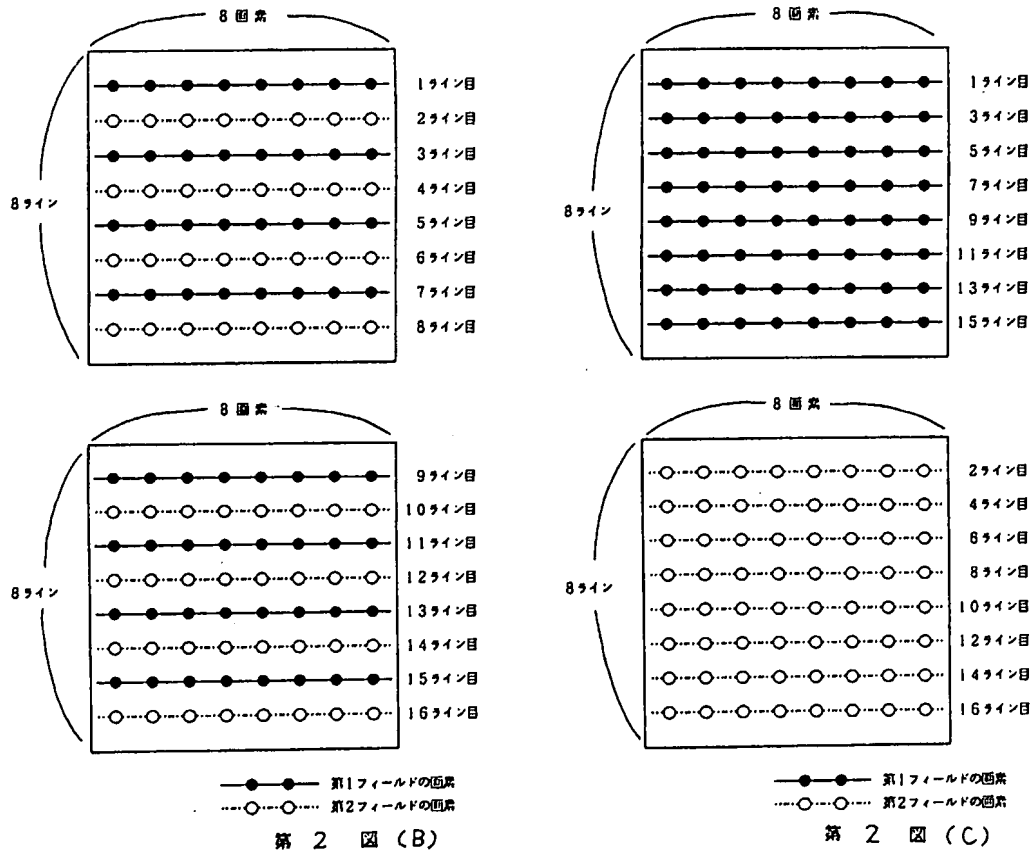 8画素
8ライン
1ライン目
2ライン目
3ライン目
4ライン目
5ライン目
6ライン目
7ライン目
8ライン目
8画素
8ライン
9ライン目
10ライン目
11ライン目
12ライン目
13ライン目
14ライン目
15ライン目
16ライン目
第1フィールドの画素
第2フィールドの画素
第 2 図 (B)
8画素
8ライン
1ライン目
3ライン目
5ライン目
7ライン目
9ライン目
11ライン目
13ライン目
15ライン目
8画素
8ライン
2ライン目
4ライン目
6ライン目
8ライン目
10ライン目
12ライン目
14ライン目
16ライン目
第1フィールドの画素
第2フィールドの画素
第 2 図 (C)